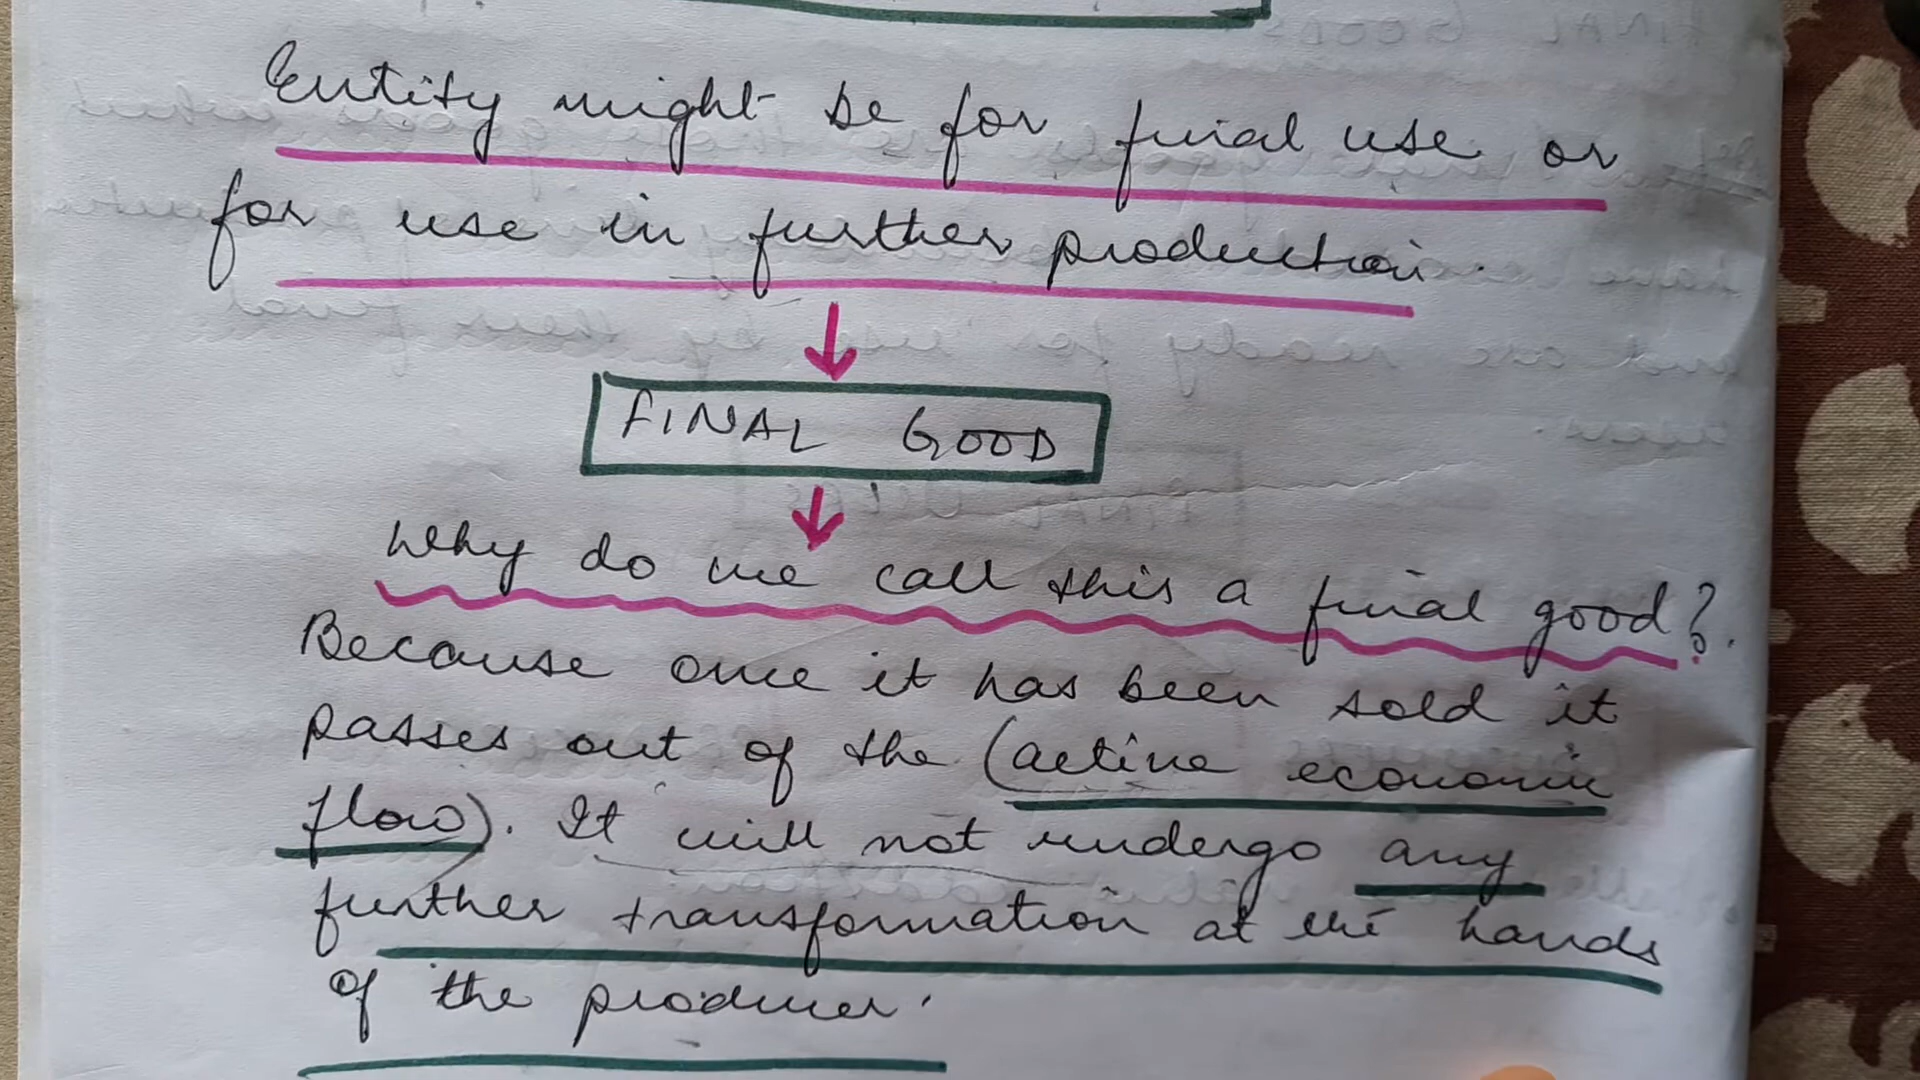 Entity might be for final use or
for use in further production.
FINAL GOOD
Why do we call this a final good?.
Because once it has been sold it
passes out of the (active economic
flow). It will not undergo any
further transformation at the hands
of the producer.